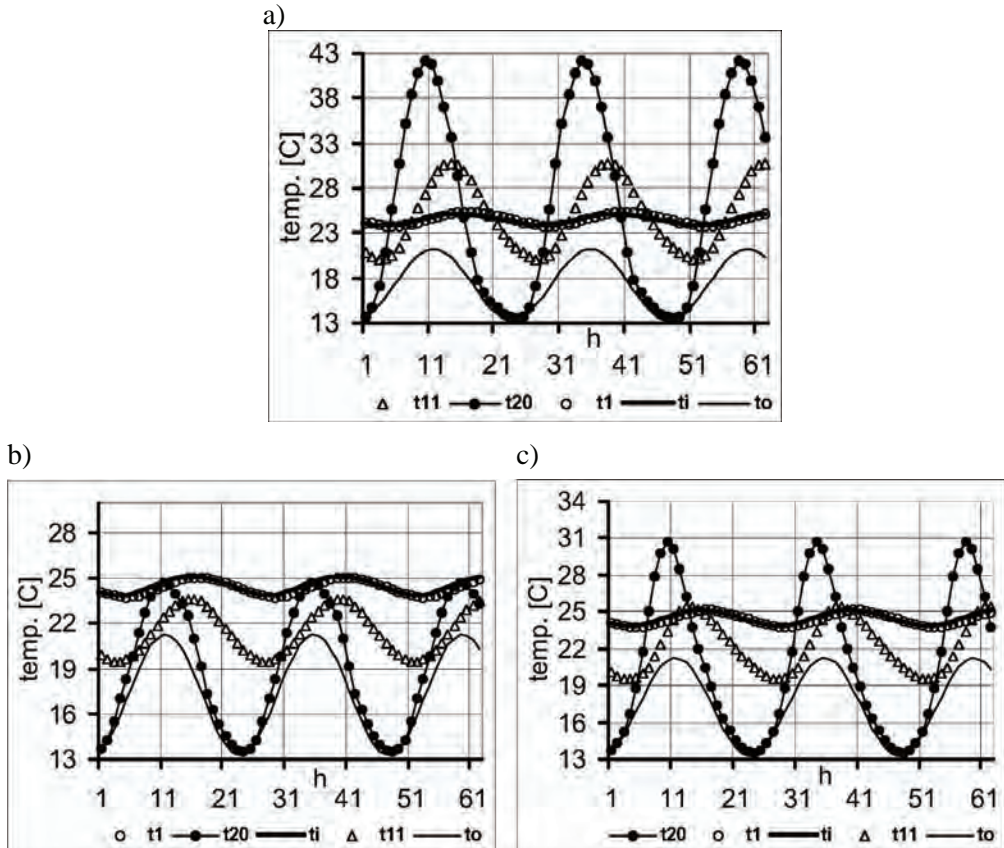 a)
43
38
33
28
23
18
13
temp. [C]
h
1 11 21 31 41 51 61
t11 t20 t1 ti to
b)
28
25
22
19
16
13
temp. [C]
h
1 11 21 31 41 51 61
t1 t20 ti t11 to
c)
34
31
28
25
22
19
16
13
temp. [C]
h
1 11 21 31 41 51 61
t20 t1 ti t11 to